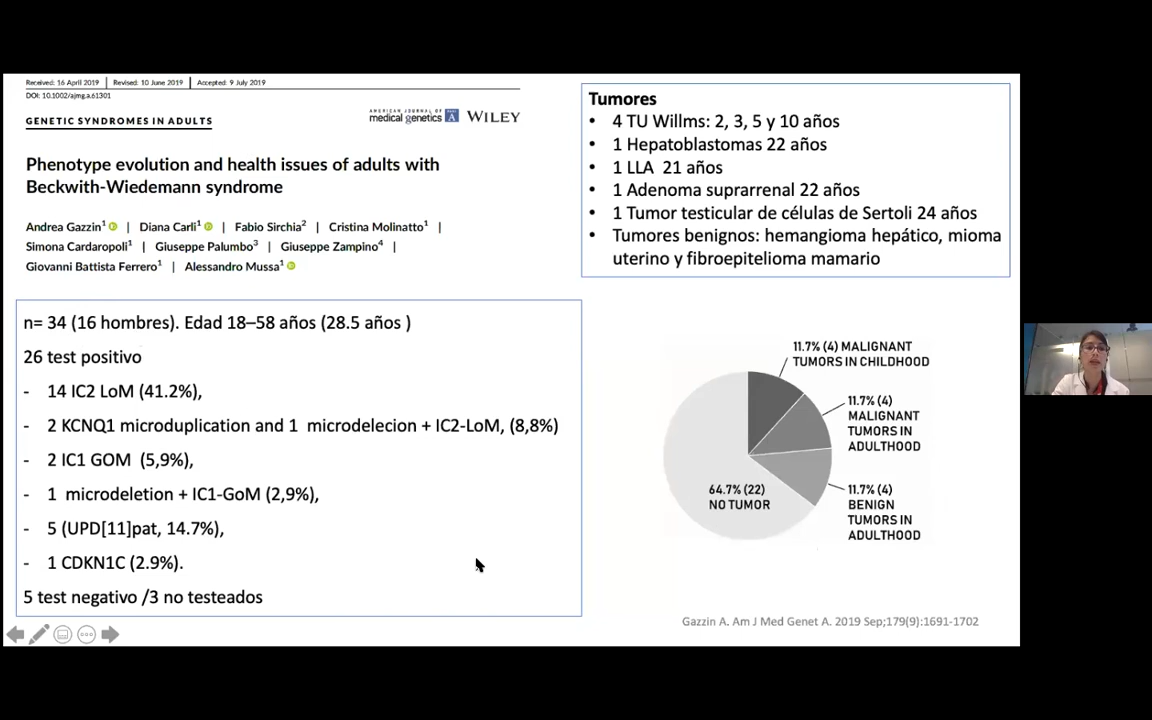 Received: 16 April 2019 | Revised: 10 June 2019 | Accepted: 9 July 2019
DOI: 10.1002/ajmg.a.61301
GENETIC SYNDROMES IN ADULTS
AMERICAN JOURNAL OF
medical genetics A WILEY
Phenotype evolution and health issues of adults with
Beckwith-Wiedemann syndrome
Andrea Gazzin1 | Diana Carli1 | Fabio Sirchia2 | Cristina Molinatto1 |
Simona Cardaropoli1 | Giuseppe Palumbo3 | Giuseppe Zampino4 |
Giovanni Battista Ferrero1 | Alessandro Mussa1
Tumores
• 4 TU Willms: 2, 3, 5 y 10 años
• 1 Hepatoblastomas 22 años
• 1 LLA 21 años
• 1 Adenoma suprarrenal 22 años
• 1 Tumor testicular de células de Sertoli 24 años
• Tumores benignos: hemangioma hepático, mioma
uterino y fibroepitelioma mamario
n= 34 (16 hombres). Edad 18–58 años (28.5 años )
26 test positivo
- 14 IC2 LoM (41.2%),
- 2 KCNQ1 microduplication and 1 microdelecion + IC2-LoM, (8,8%)
- 2 IC1 GOM (5,9%),
- 1 microdeletion + IC1-GoM (2,9%),
- 5 (UPD[11]pat, 14.7%),
- 1 CDKN1C (2.9%).
5 test negativo /3 no testeados
11.7% (4) MALIGNANT
TUMORS IN CHILDHOOD
11.7% (4)
MALIGNANT
TUMORS IN
ADULTHOOD
11.7% (4)
BENIGN
TUMORS IN
ADULTHOOD
64.7% (22)
NO TUMOR
Gazzin A. Am J Med Genet A. 2019 Sep;179(9):1691-1702